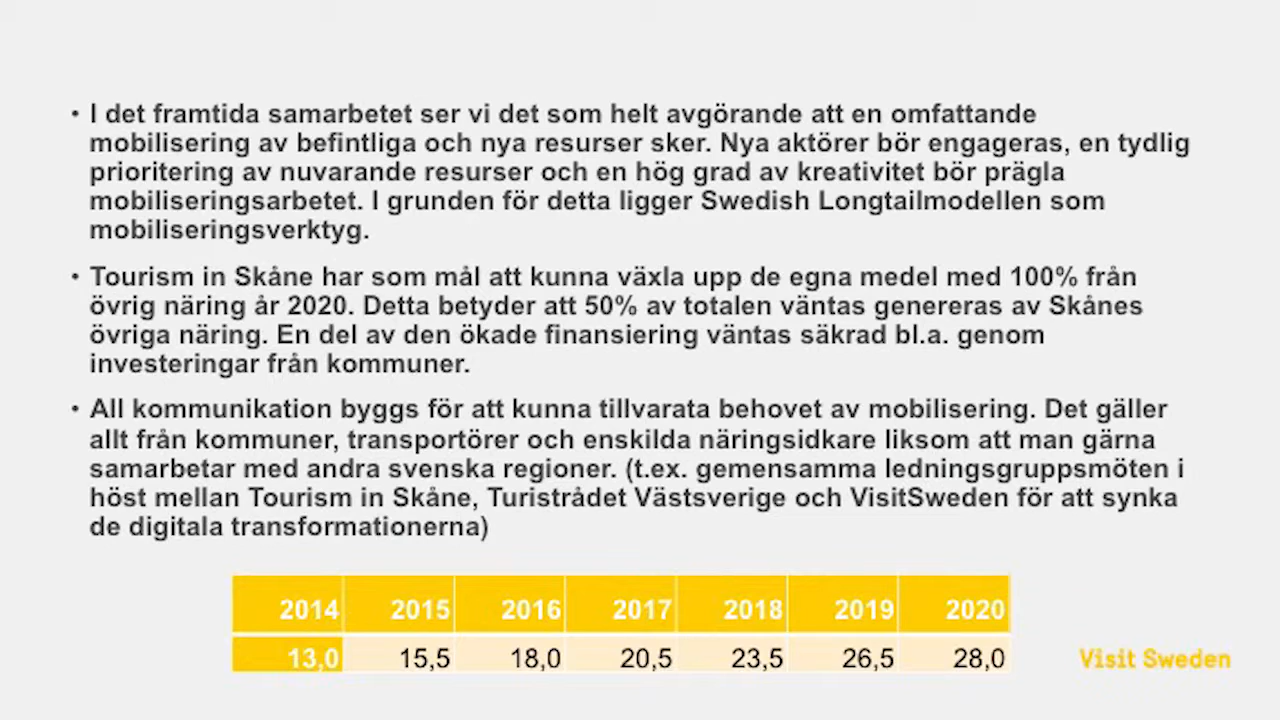 • I det framtida samarbetet ser vi det som helt avgörande att en omfattande
mobilisering av befintliga och nya resurser sker. Nya aktörer bör engageras, en tydlig
prioritering av nuvarande resurser och en hög grad av kreativitet bör prägla
mobiliseringsarbetet. I grunden för detta ligger Swedish Longtailmodellen som
mobiliseringsverktyg.
• Tourism in Skåne har som mål att kunna växla upp de egna medel med 100% från
övrig näring år 2020. Detta betyder att 50% av totalen väntas genereras av Skånes
övriga näring. En del av den ökade finansiering väntas säkrad bl.a. genom
investeringar från kommuner.
• All kommunikation byggs för att kunna tillvarata behovet av mobilisering. Det gäller
allt från kommuner, transportörer och enskilda näringsidkare liksom att man gärna
samarbetar med andra svenska regioner. (t.ex. gemensamma ledningsgruppsmöten i
höst mellan Tourism in Skåne, Turistrådet Västsverige och VisitSweden för att synka
de digitala transformationerna)
2014 2015 2016 2017 2018 2019 2020
13,0 15,5 18,0 20,5 23,5 26,5 28,0
Visit Sweden